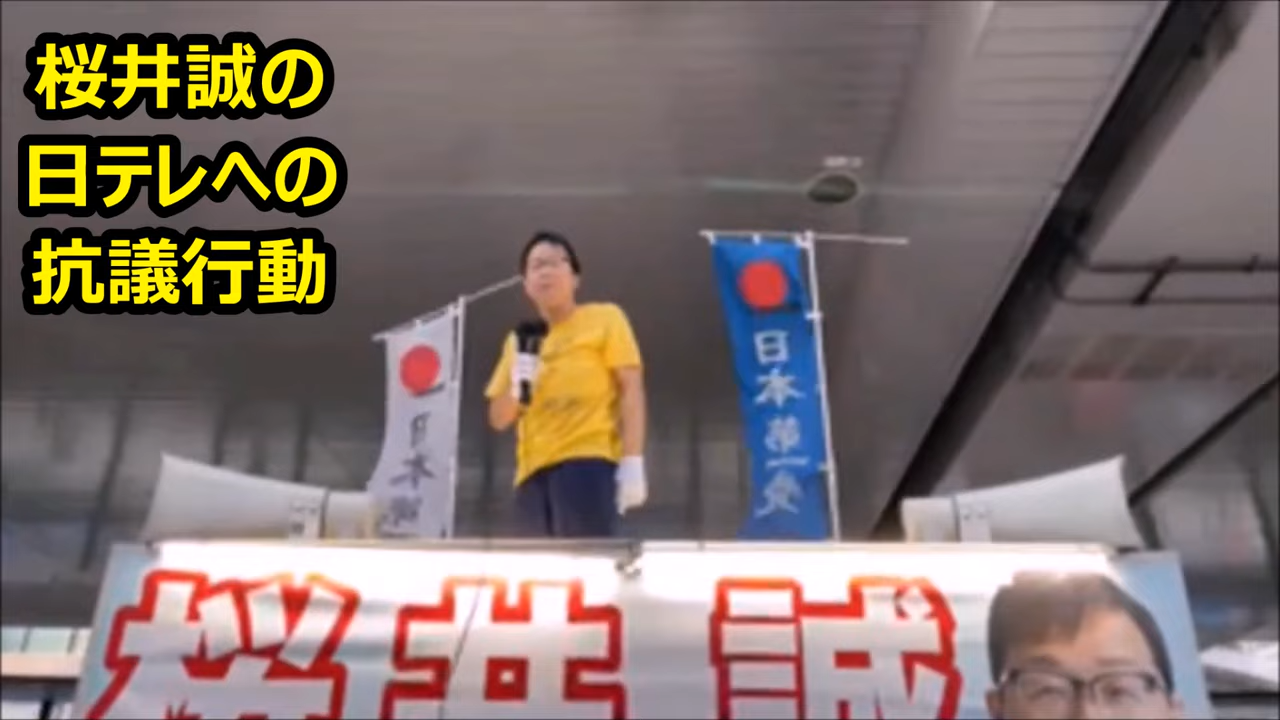 桜井誠の
日テレへの
抗議行動
日本第
日本第一党
桜井誠